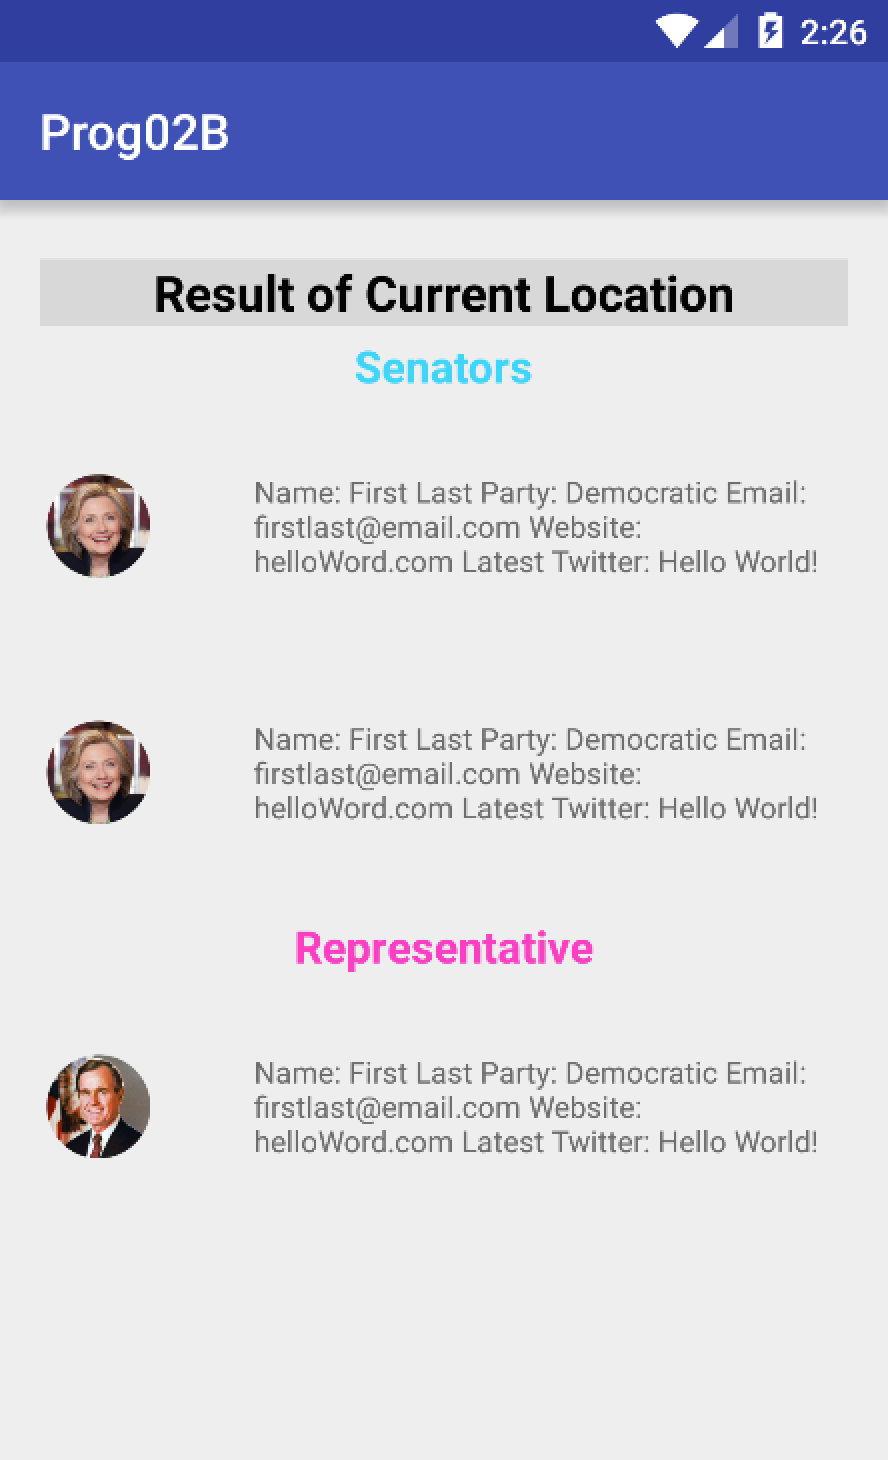 2:26
Prog02B
Result of Current Location
Senators
Name: First Last Party: Democratic Email:
firstlast@email.com Website:
helloWord.com Latest Twitter: Hello World!
Name: First Last Party: Democratic Email:
firstlast@email.com Website:
helloWord.com Latest Twitter: Hello World!
Representative
Name: First Last Party: Democratic Email:
firstlast@email.com Website:
helloWord.com Latest Twitter: Hello World!